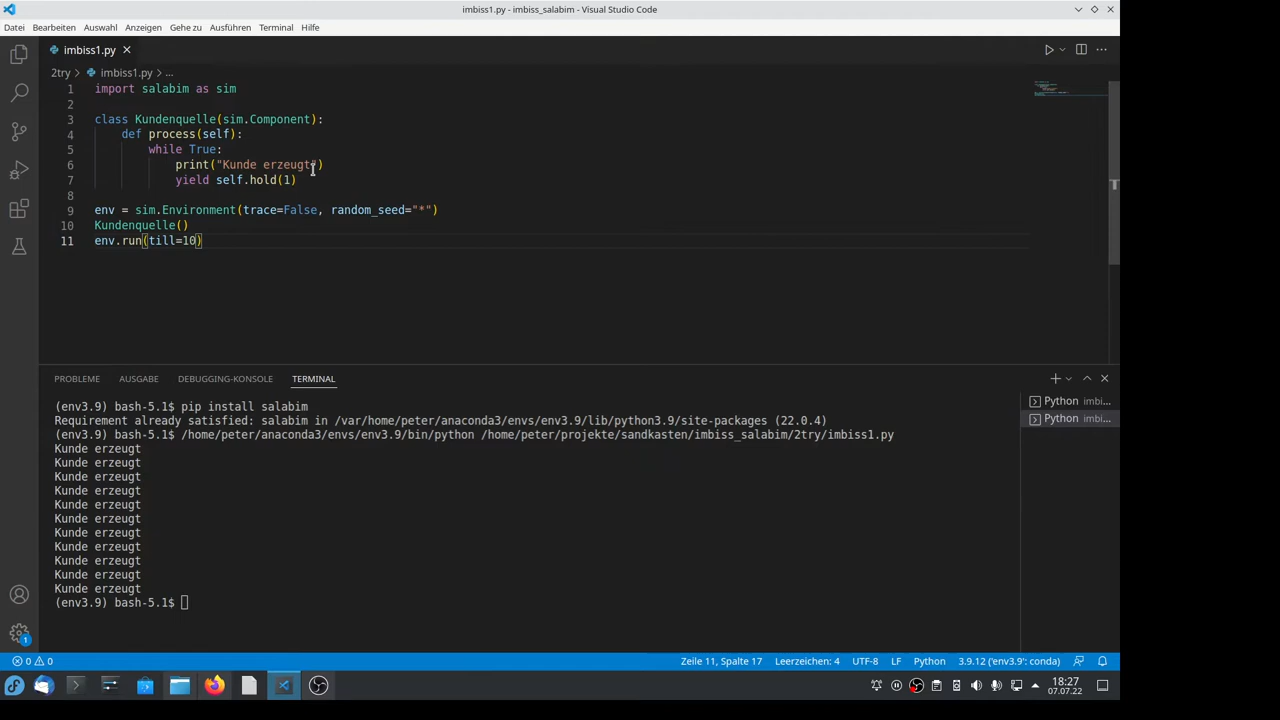 imbiss1.py - imbiss_salabim - Visual Studio Code
Datei Bearbeiten Auswahl Anzeigen Gehe zu Ausführen Terminal Hilfe
imbiss1.py
2try > imbiss1.py > ...
1 import salabim as sim
2
3 class Kundenquelle(sim.Component):
4 def process(self):
5 while True:
6 print("Kunde erzeugt")
7 yield self.hold(1)
8
9 env = sim.Environment(trace=False, random_seed="*")
10 Kundenquelle()
11 env.run(till=10)
PROBLEME AUSGABE DEBUGGING-KONSOLE TERMINAL
(env3.9) bash-5.1$ pip install salabim
Requirement already satisfied: salabim in /var/home/peter/anaconda3/envs/env3.9/lib/python3.9/site-packages (22.0.4)
(env3.9) bash-5.1$ /home/peter/anaconda3/envs/env3.9/bin/python /home/peter/projekte/sandkasten/imbiss_salabim/2try/imbiss1.py
Kunde erzeugt
Kunde erzeugt
Kunde erzeugt
Kunde erzeugt
Kunde erzeugt
Kunde erzeugt
Kunde erzeugt
Kunde erzeugt
Kunde erzeugt
Kunde erzeugt
Kunde erzeugt
(env3.9) bash-5.1$
Python imbi...
Python imbi...
1
0 0 Zeile 11, Spalte 17 Leerzeichen: 4 UTF-8 LF Python 3.9.12 ('env3.9': conda)
18:27
07.07.22